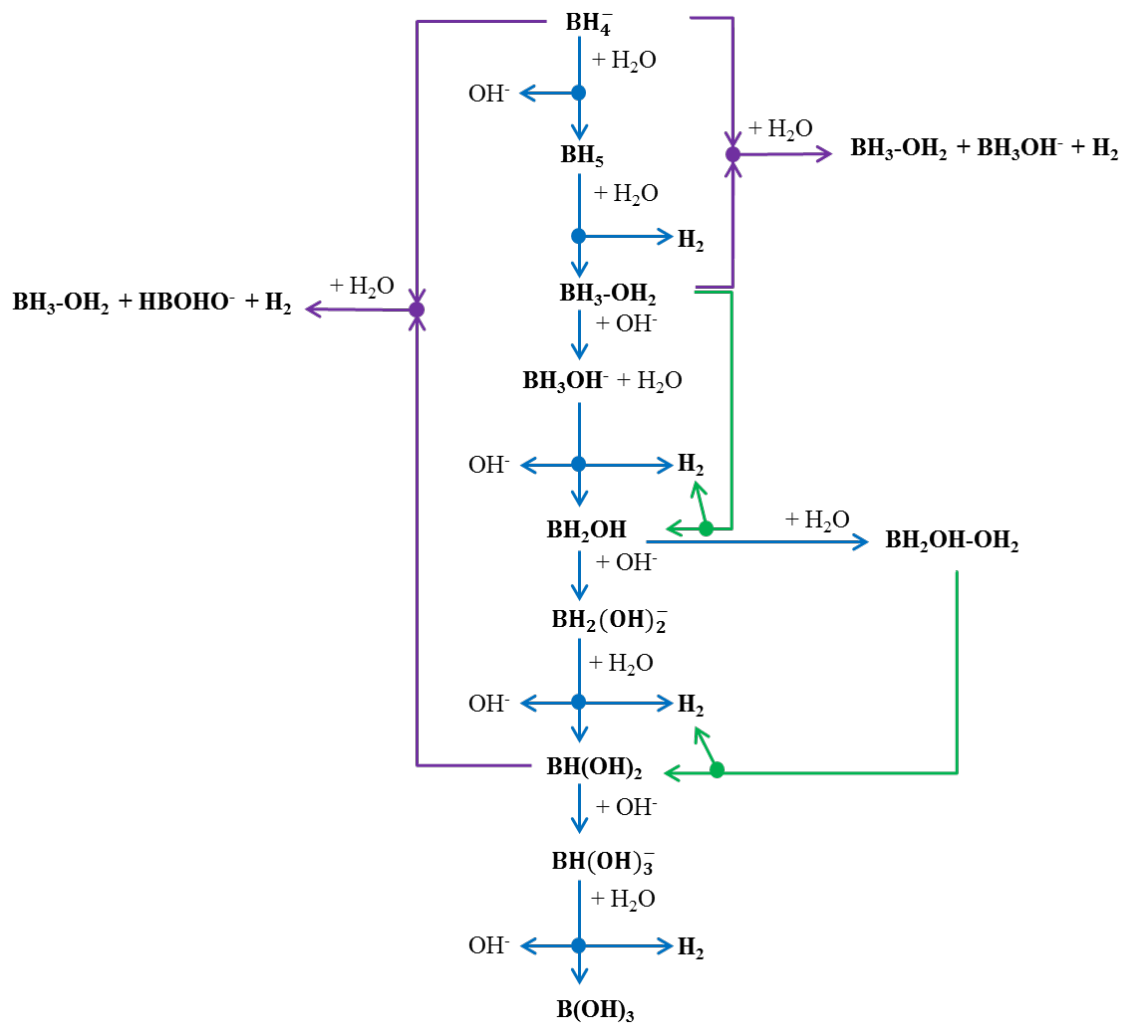 BH₄⁻
+ H₂O
OH⁻
+ H₂O
BH₃-OH₂ + BH₃OH⁻ + H₂
BH₅
+ H₂O
H₂
+ H₂O
BH₃-OH₂ + HBOHO⁻ + H₂
BH₃-OH₂
+ OH⁻
BH₃OH⁻ + H₂O
OH⁻
H₂
BH₂OH
+ H₂O
BH₂OH-OH₂
+ OH⁻
BH₂(OH)₂⁻
+ H₂O
OH⁻
H₂
BH(OH)₂
+ OH⁻
BH(OH)₃⁻
+ H₂O
OH⁻
H₂
B(OH)₃